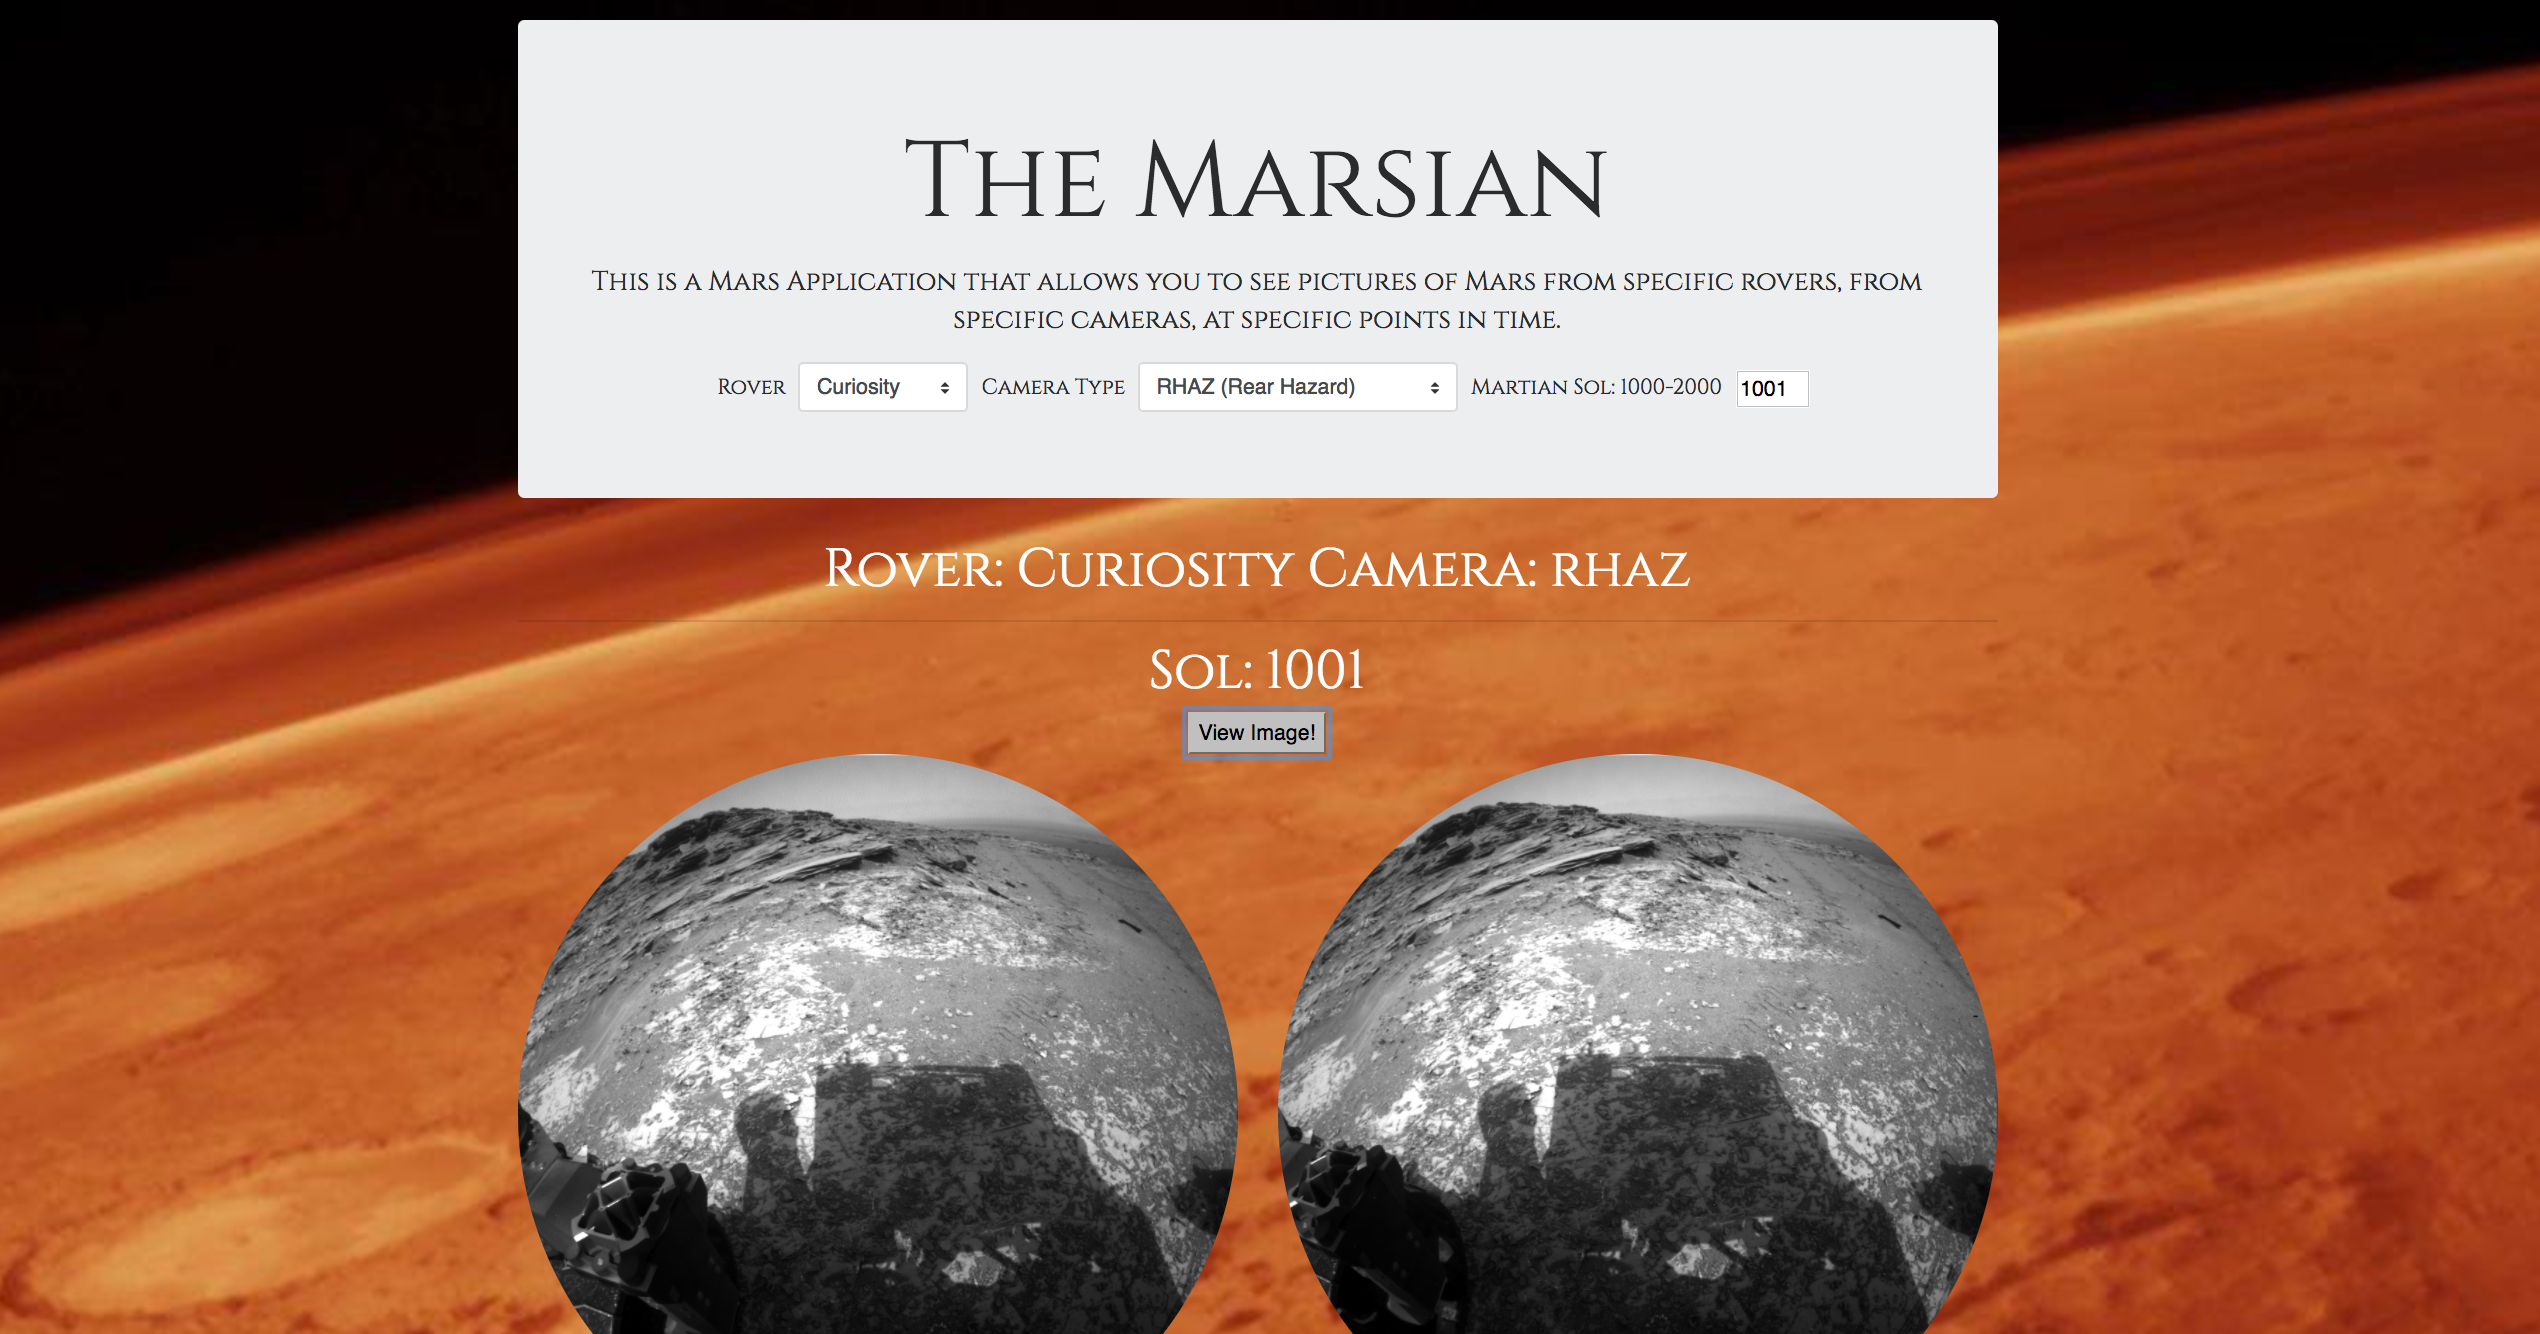 The Marsian
This is a Mars Application that allows you to see pictures of Mars from specific rovers, from
specific cameras, at specific points in time.
Rover Curiosity Camera Type RHAZ (Rear Hazard) Martian Sol: 1000-2000 1001
Rover: Curiosity Camera: rhaz
Sol: 1001
View Image!